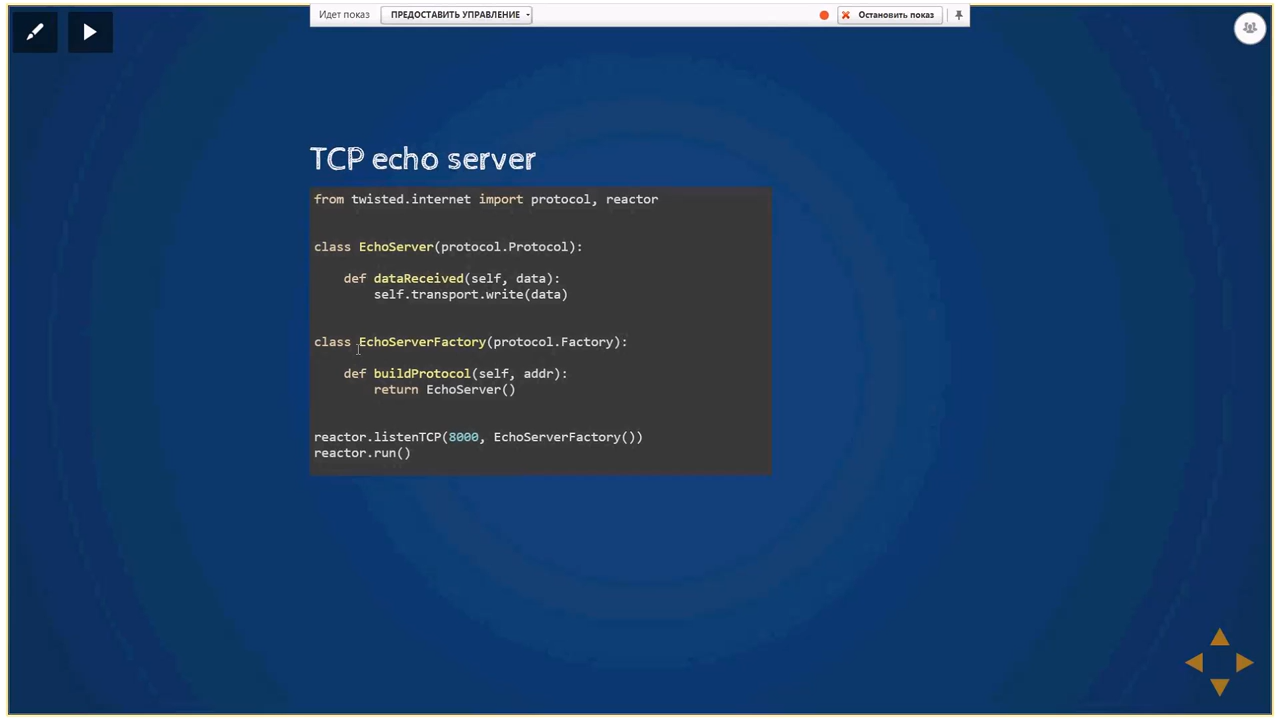 Идет показ ПРЕДОСТАВИТЬ УПРАВЛЕНИЕ Остановить показ
TCP echo server
from twisted.internet import protocol, reactor
class EchoServer(protocol.Protocol):
def dataReceived(self, data):
self.transport.write(data)
class EchoServerFactory(protocol.Factory):
def buildProtocol(self, addr):
return EchoServer()
reactor.listenTCP(8000, EchoServerFactory())
reactor.run()